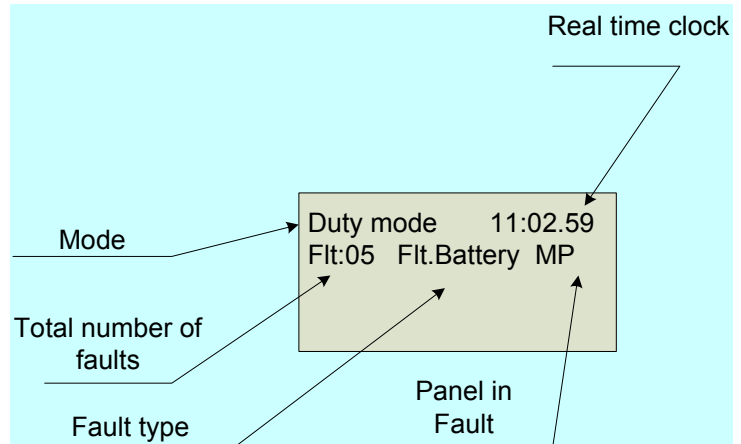 Real time clock
Duty mode 11:02.59
Flt:05 Flt.Battery MP
Mode
Total number of
faults
Panel in
Fault
Fault type